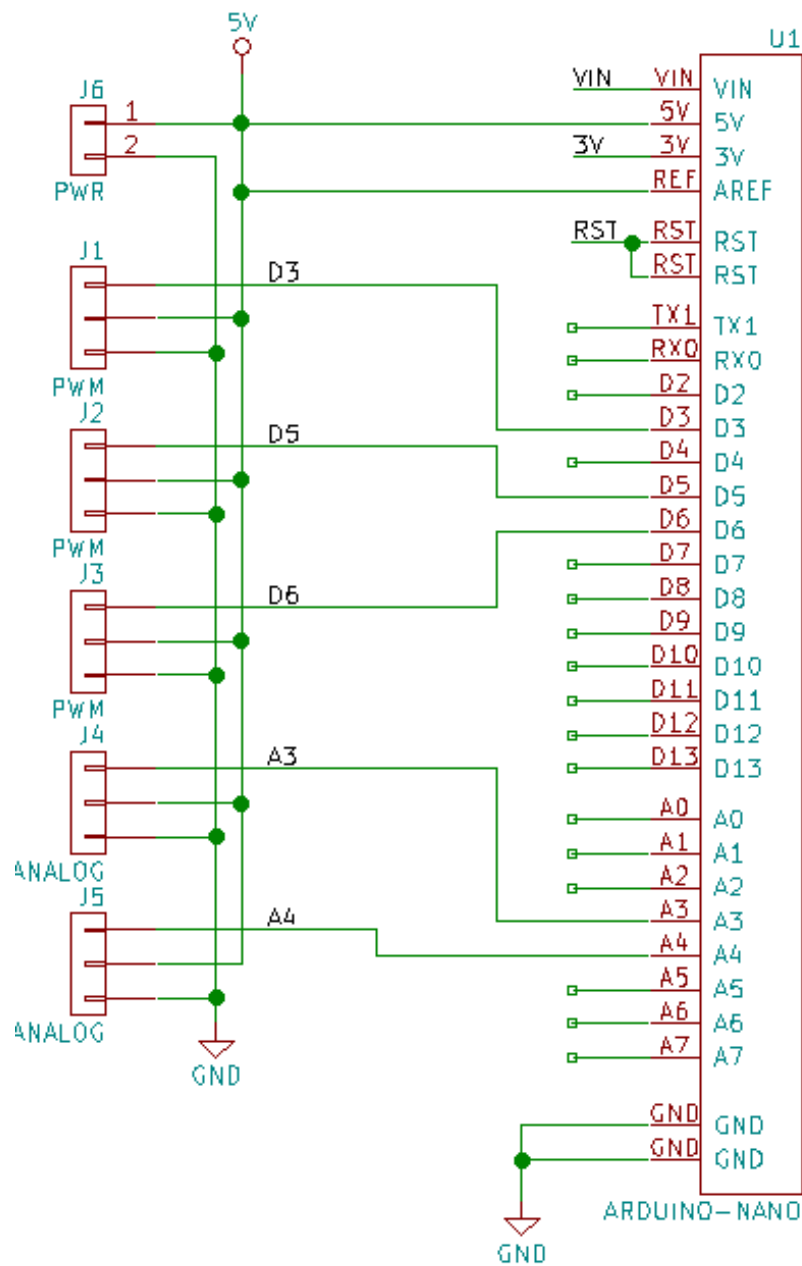 5V
J6
1
2
PWR
J1
D3
PWM
J2
D5
PWM
J3
D6
PWM
J4
A3
ANALOG
J5
A4
ANALOG
GND
U1
VIN VIN VIN
5V 5V
3V 3V 3V
REF AREF
RST RST RST
RST RST
TX1 TX1
RX0 RX0
D2 D2
D3 D3
D4 D4
D5 D5
D6 D6
D7 D7
D8 D8
D9 D9
D10 D10
D11 D11
D12 D12
D13 D13
A0 A0
A1 A1
A2 A2
A3 A3
A4 A4
A5 A5
A6 A6
A7 A7
GND GND
GND GND
ARDUINO-NANO
GND